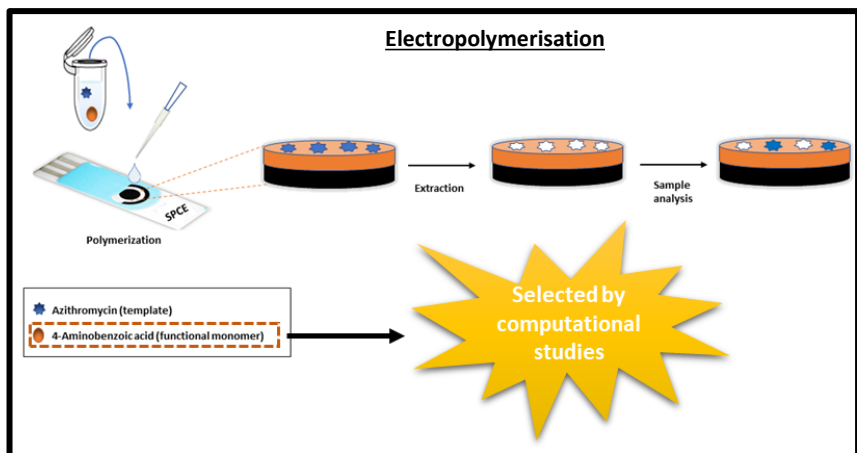 Electropolymerisation
SPCE
Polymerization
Extraction
Sample
analysis
Azithromycin (template)
4-Aminobenzoic acid (functional monomer)
Selected by
computational
studies